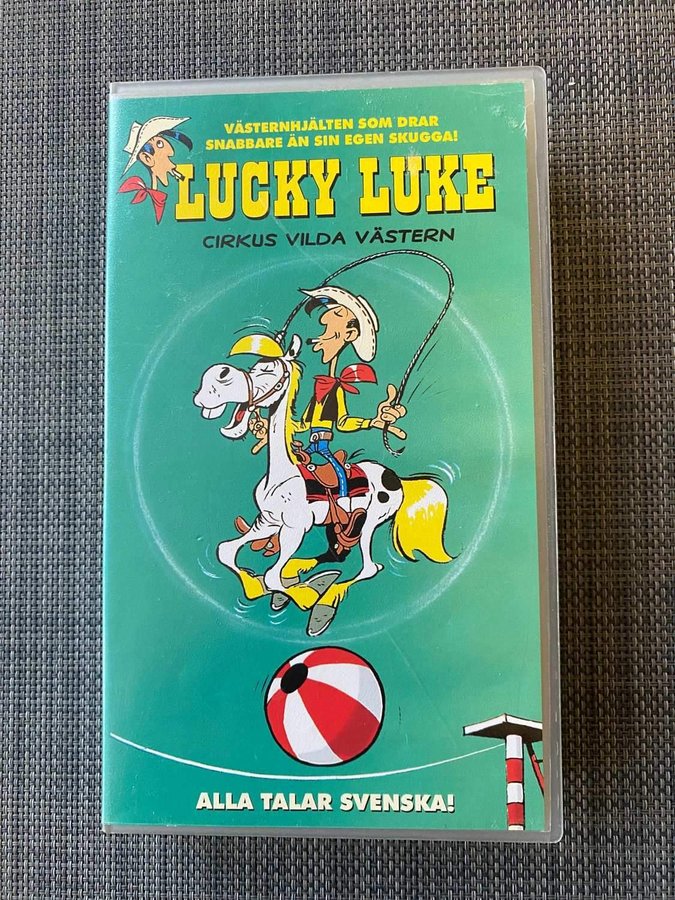 VÄSTERNHJÄLTEN SOM DRAR
SNABBARE ÄN SIN EGEN SKUGGA!
LUCKY LUKE
CIRKUS VILDA VÄSTERN
ALLA TALAR SVENSKA!